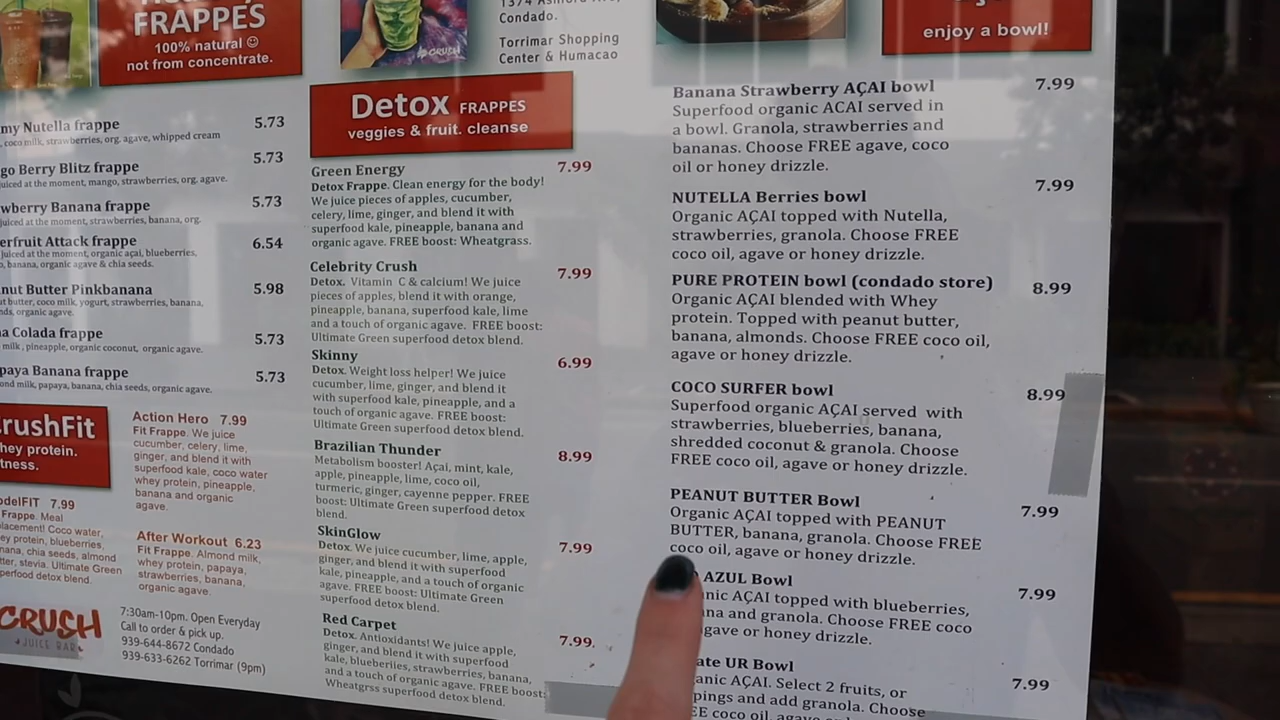 FRAPPES
100% natural ☺
not from concentrate.
my Nutella frappe 5.73
, coco milk, strawberries, org. agave, whipped cream
go Berry Blitz frappe 5.73
juiced at the moment, mango, strawberries, org. agave.
wberry Banana frappe 5.73
juiced at the moment, strawberries, banana, org.
erfruit Attack frappe 6.54
juiced at the moment, organic açai, blueberries,
, banana, organic agave & chia seeds.
nut Butter Pinkbanana 5.98
ut butter, coco milk, yogurt, strawberries, banana,
ds, organic agave.
a Colada frappe 5.73
milk, pineapple, organic coconut, organic agave.
paya Banana frappe 5.73
ond milk, papaya, banana, chia seeds, organic agave.
rushFit
hey protein.
tness.
odelFIT 7.99
Frappe. Meal
placement! Coco water,
ey protein, blueberries,
nana, chia seeds, almond
tter, stevia. Ultimate Green
perfood detox blend.
Action Hero 7.99
Fit Frappe. We juice
cucumber, celery, lime,
ginger, and blend it with
superfood kale, coco water
whey protein, pineapple,
banana and organic
agave.
After Workout 6.23
Fit Frappe. Almond milk,
whey protein, papaya,
strawberries, banana,
organic agave.
CRUSH
JUICE BAR
7:30am-10pm. Open Everyday
Call to order & pick up.
939-644-8672 Condado
939-633-6262 Torrimar (9pm)
CRUSH
1374 Ashford Ave,
Condado.
Torrimar Shopping
Center & Humacao
Detox FRAPPES
veggies & fruit. cleanse
Green Energy 7.99
Detox Frappe. Clean energy for the body!
We juice pieces of apples, cucumber,
celery, lime, ginger, and blend it with
superfood kale, pineapple, banana and
organic agave. FREE boost: Wheatgrass.
Celebrity Crush 7.99
Detox. Vitamin C & calcium! We juice
pieces of apples, blend it with orange,
pineapple, banana, superfood kale, lime
and a touch of organic agave. FREE boost:
Ultimate Green superfood detox blend.
Skinny 6.99
Detox. Weight loss helper! We juice
cucumber, lime, ginger, and blend it
with superfood kale, pineapple, and a
touch of organic agave. FREE boost:
Ultimate Green superfood detox blend.
Brazilian Thunder 8.99
Metabolism booster! Açai, mint, kale,
apple, pineapple, lime, coco oil,
turmeric, ginger, cayenne pepper. FREE
boost: Ultimate Green superfood detox
blend.
SkinGlow 7.99
Detox. We juice cucumber, lime, apple,
ginger, and blend it with superfood
kale, pineapple, and a touch of organic
agave. FREE boost: Ultimate Green
superfood detox blend.
Red Carpet 7.99
Detox. Antioxidants! We juice apple,
ginger, and blend it with superfood
kale, blueberiies, strawberries, banana,
and a touch of organic agave. FREE boost:
Wheatgrss superfood detox blend.
enjoy a bowl!
Banana Strawberry AÇAI bowl 7.99
Superfood organic ACAI served in
a bowl. Granola, strawberries and
bananas. Choose FREE agave, coco
oil or honey drizzle.
NUTELLA Berries bowl 7.99
Organic AÇAI topped with Nutella,
strawberries, granola. Choose FREE
coco oil, agave or honey drizzle.
PURE PROTEIN bowl (condado store) 8.99
Organic AÇAI blended with Whey
protein. Topped with peanut butter,
banana, almonds. Choose FREE coco oil,
agave or honey drizzle.
COCO SURFER bowl 8.99
Superfood organic AÇAI served with
strawberries, blueberries, banana,
shredded coconut & granola. Choose
FREE coco oil, agave or honey drizzle.
PEANUT BUTTER Bowl 7.99
Organic AÇAI topped with PEANUT
BUTTER, banana, granola. Choose FREE
coco oil, agave or honey drizzle.
AZUL Bowl 7.99
nic AÇAI topped with blueberries,
na and granola. Choose FREE coco
agave or honey drizzle.
ate UR Bowl 7.99
anic AÇAI. Select 2 fruits, or
pings and add granola. Choose
EE coco oil, agave